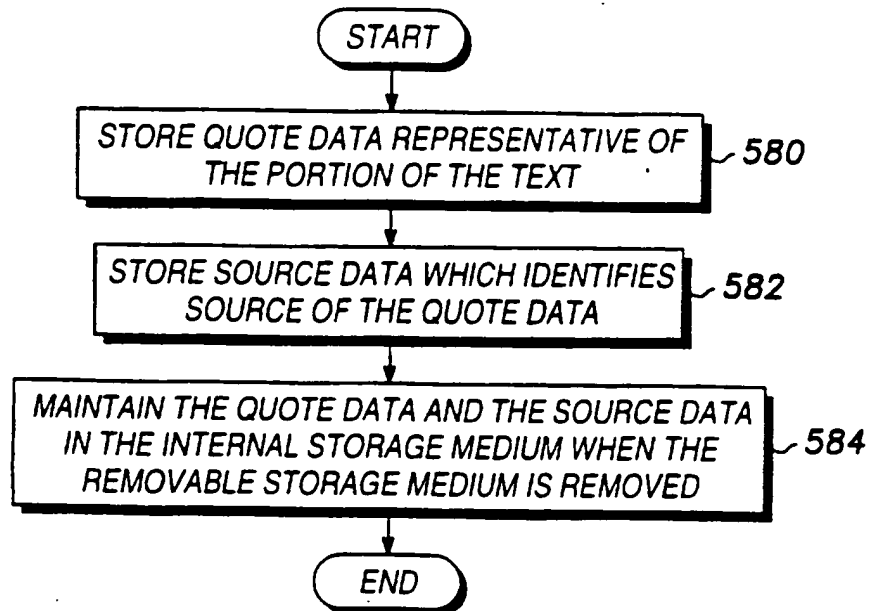 START
STORE QUOTE DATA REPRESENTATIVE OF
THE PORTION OF THE TEXT
580
STORE SOURCE DATA WHICH IDENTIFIES
SOURCE OF THE QUOTE DATA
582
MAINTAIN THE QUOTE DATA AND THE SOURCE DATA
IN THE INTERNAL STORAGE MEDIUM WHEN THE
REMOVABLE STORAGE MEDIUM IS REMOVED
584
END